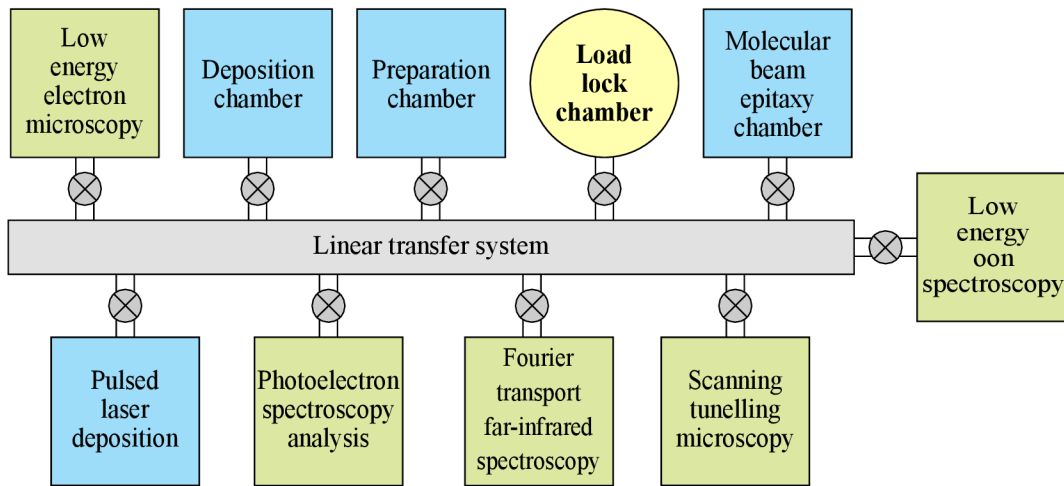 Low
energy
electron
microscopy
Deposition
chamber
Preparation
chamber
Load
lock
chamber
Molecular
beam
epitaxy
chamber
Linear transfer system
Low
energy
oon
spectroscopy
Pulsed
laser
deposition
Photoelectron
spectroscopy
analysis
Fourier
transport
far-infrared
spectroscopy
Scanning
tunelling
microscopy